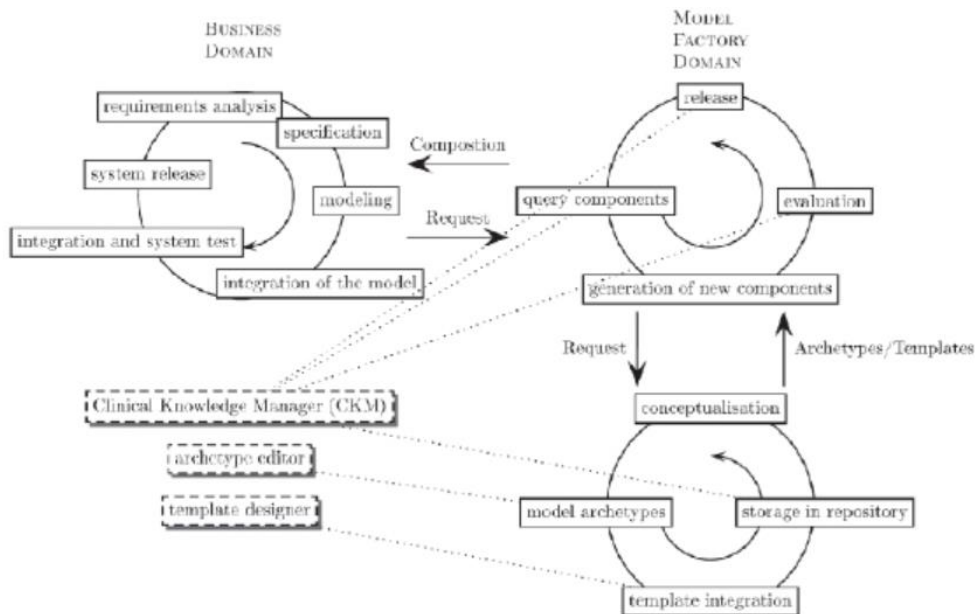 BUSINESS
DOMAIN
MODEL
FACTORY
DOMAIN
requirements analysis
specification
system release
modeling
integration and system test
integration of the model
Compostion
Request
release
query components
evaluation
generation of new components
Request
Archetypes/Templates
Clinical Knowledge Manager (CKM)
archetype editor
template designer
conceptualisation
model archetypes
storage in repository
template integration